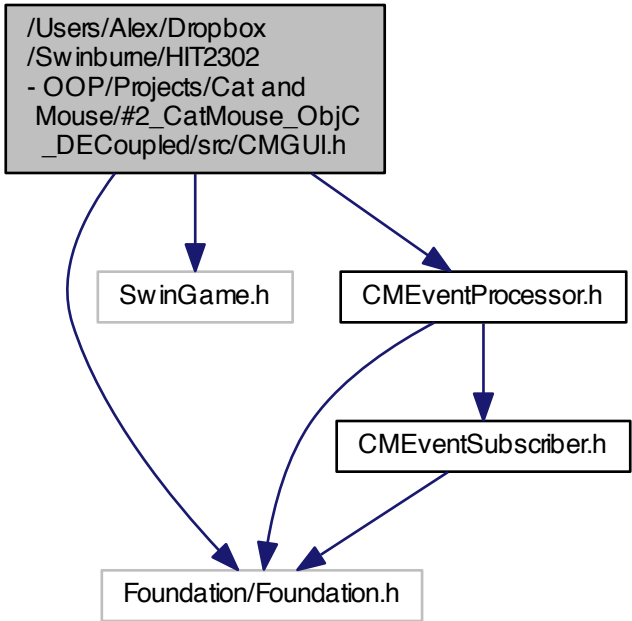 /Users/Alex/Dropbox
/Swinburne/HIT2302
- OOP/Projects/Cat and
Mouse/#2_CatMouse_ObjC
_DECoupled/src/CMGUI.h
SwinGame.h
CMEventProcessor.h
CMEventSubscriber.h
Foundation/Foundation.h